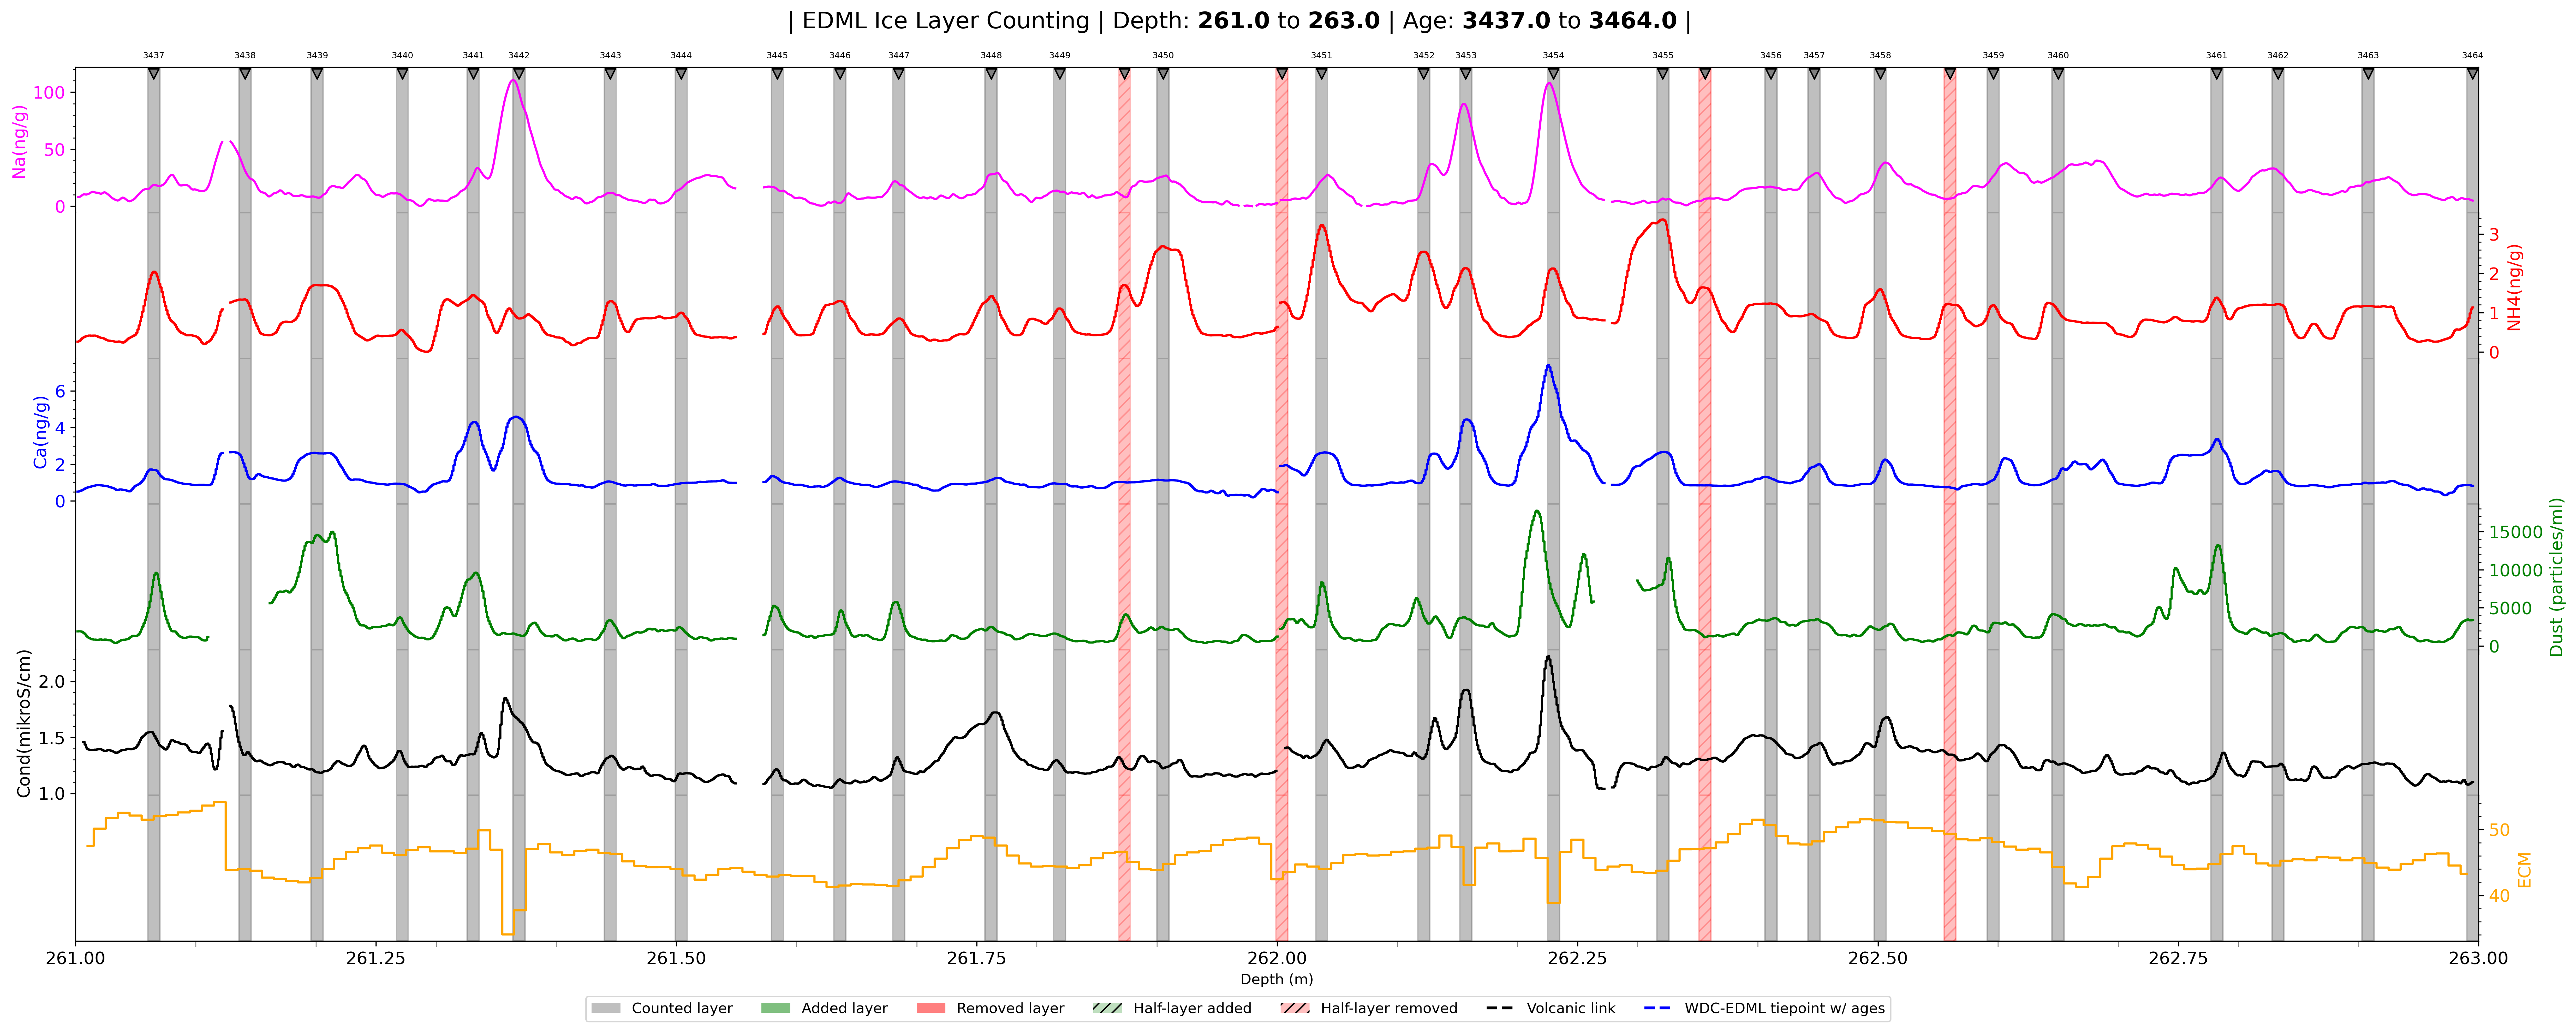 | EDML Ice Layer Counting | Depth: 261.0 to 263.0 | Age: 3437.0 to 3464.0 |
3437 3438 3439 3440 3441 3442 3443 3444 3445 3446 3447 3448 3449 3450 3451 3452 3453 3454 3455 3456 3457 3458 3459 3460 3461 3462 3463 3464
Na(ng/g)
100
50
0
NH4(ng/g)
3
2
1
0
Ca(ng/g)
6
4
2
0
Dust (particles/ml)
15000
10000
5000
0
Cond(mikroS/cm)
2.0
1.5
1.0
ECM
50
40
261.00 261.25 261.50 261.75 262.00 262.25 262.50 262.75 263.00
Depth (m)
Counted layer Added layer Removed layer Half-layer added Half-layer removed Volcanic link WDC-EDML tiepoint w/ ages